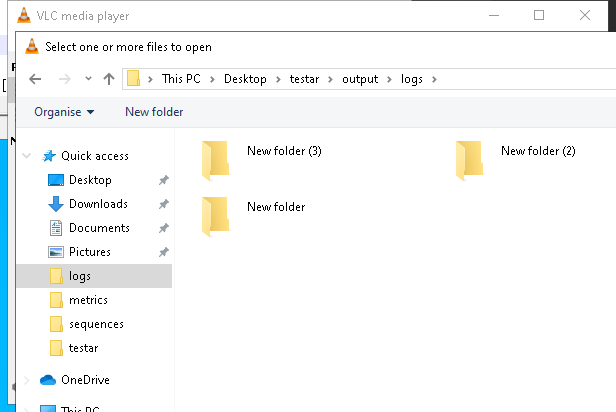 VLC media player
Select one or more files to open
This PC > Desktop > testar > output > logs >
Organise New folder
Quick access
Desktop
Downloads
Documents
Pictures
logs
metrics
sequences
testar
OneDrive
This PC
New folder (3)
New folder (2)
New folder